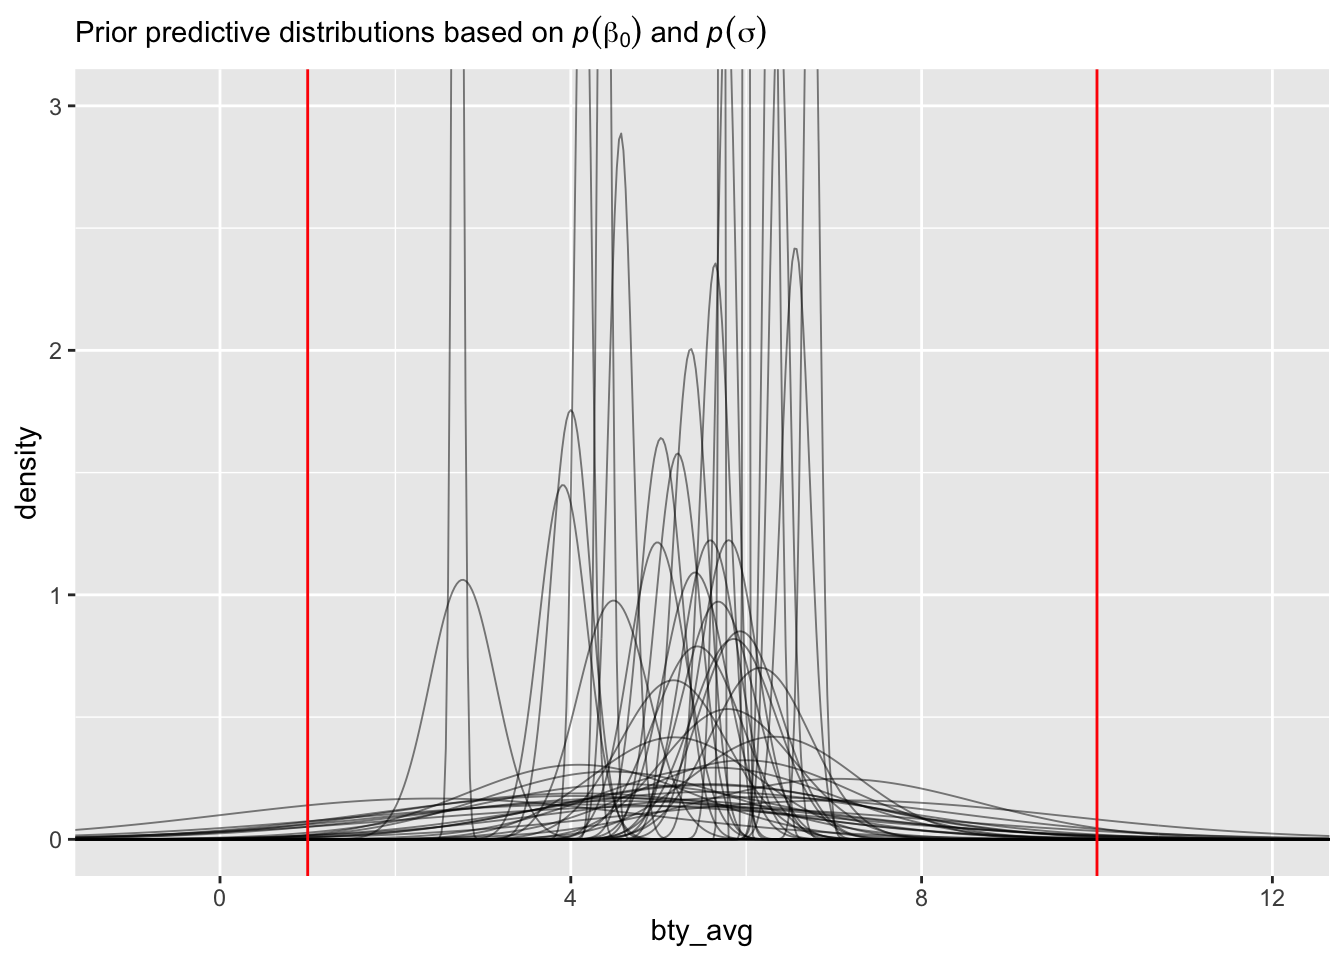 Prior predictive distributions based on p(β₀) and p(σ)
3
2
1
0
density
0 4 8 12
bty_avg